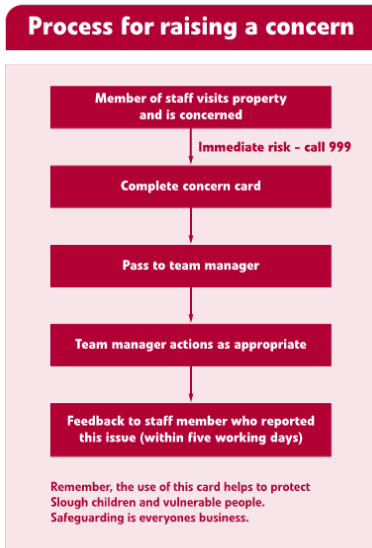 Process for raising a concern
Member of staff visits property
and is concerned
Immediate risk - call 999
Complete concern card
Pass to team manager
Team manager actions as appropriate
Feedback to staff member who reported
this issue (within five working days)
Remember, the use of this card helps to protect
Slough children and vulnerable people.
Safeguarding is everyones business.